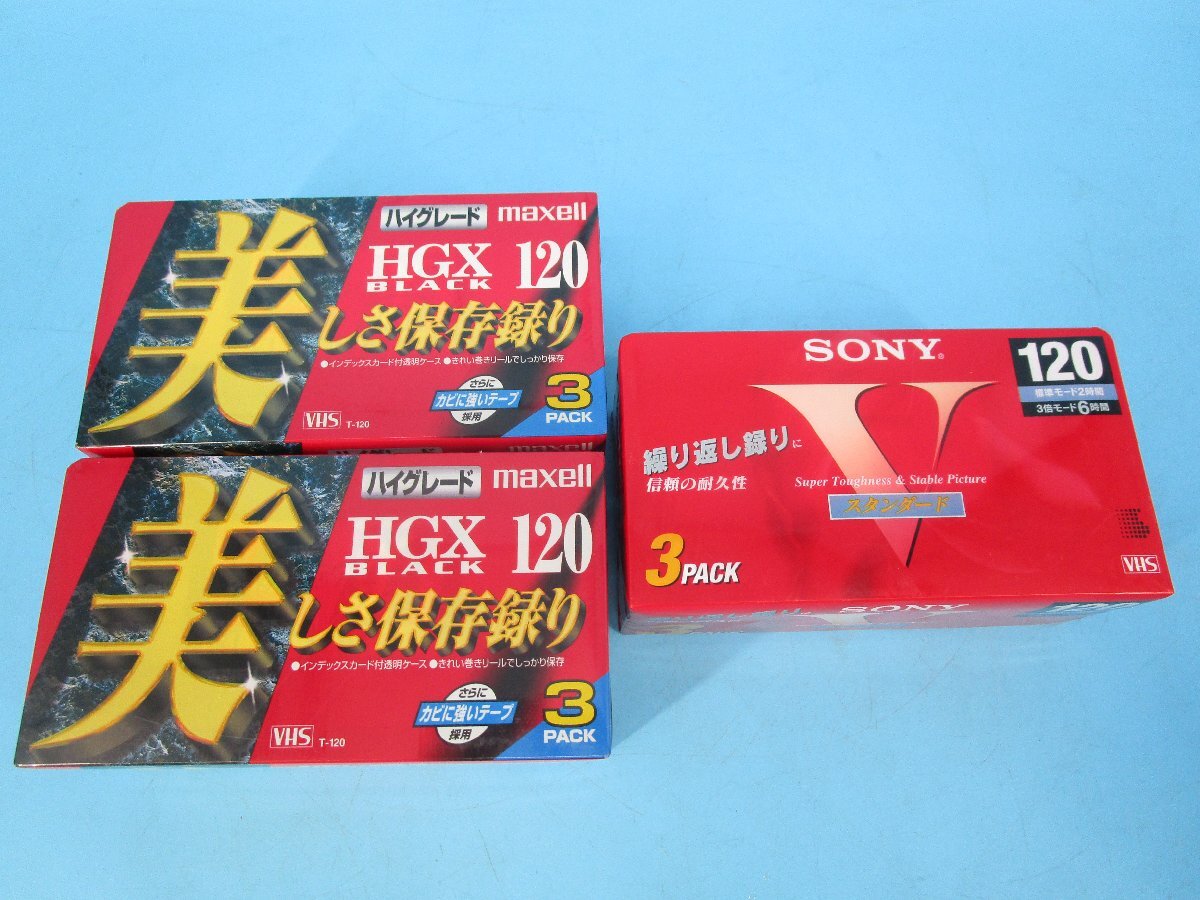 ハイグレード maxell
HGX 120
BLACK
美しさ保存録り
●インデックスカード付透明ケース ●きれい巻きリールでしっかり保存
さらに
カビに強いテープ
採用
3
PACK
VHS T-120
ハイグレード maxell
HGX 120
BLACK
美しさ保存録り
●インデックスカード付透明ケース ●きれい巻きリールでしっかり保存
さらに
カビに強いテープ
採用
3
PACK
VHS T-120
SONY
120
標準モード2時間
3倍モード6時間
V
繰り返し録りに
信頼の耐久性
Super Toughness & Stable Picture
スタンダード
3PACK
VHS
SONY
120